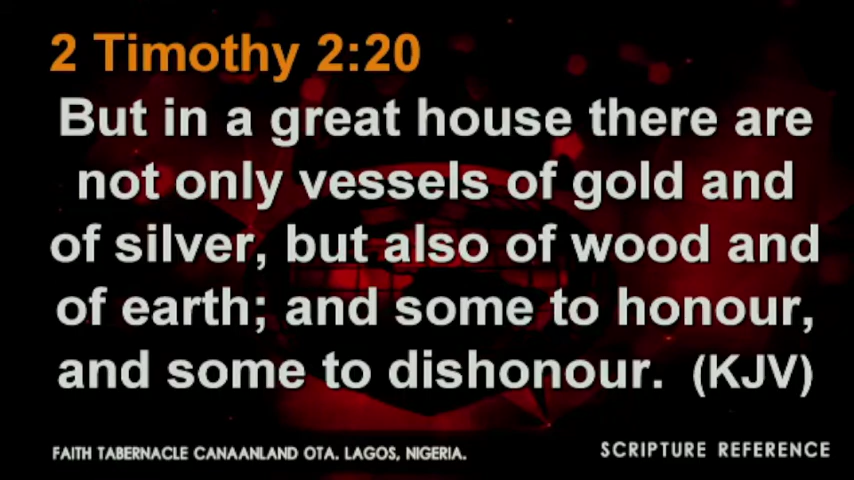 2 Timothy 2:20
But in a great house there are
not only vessels of gold and
of silver, but also of wood and
of earth; and some to honour,
and some to dishonour. (KJV)
FAITH TABERNACLE CANAANLAND OTA. LAGOS, NIGERIA.
SCRIPTURE REFERENCE